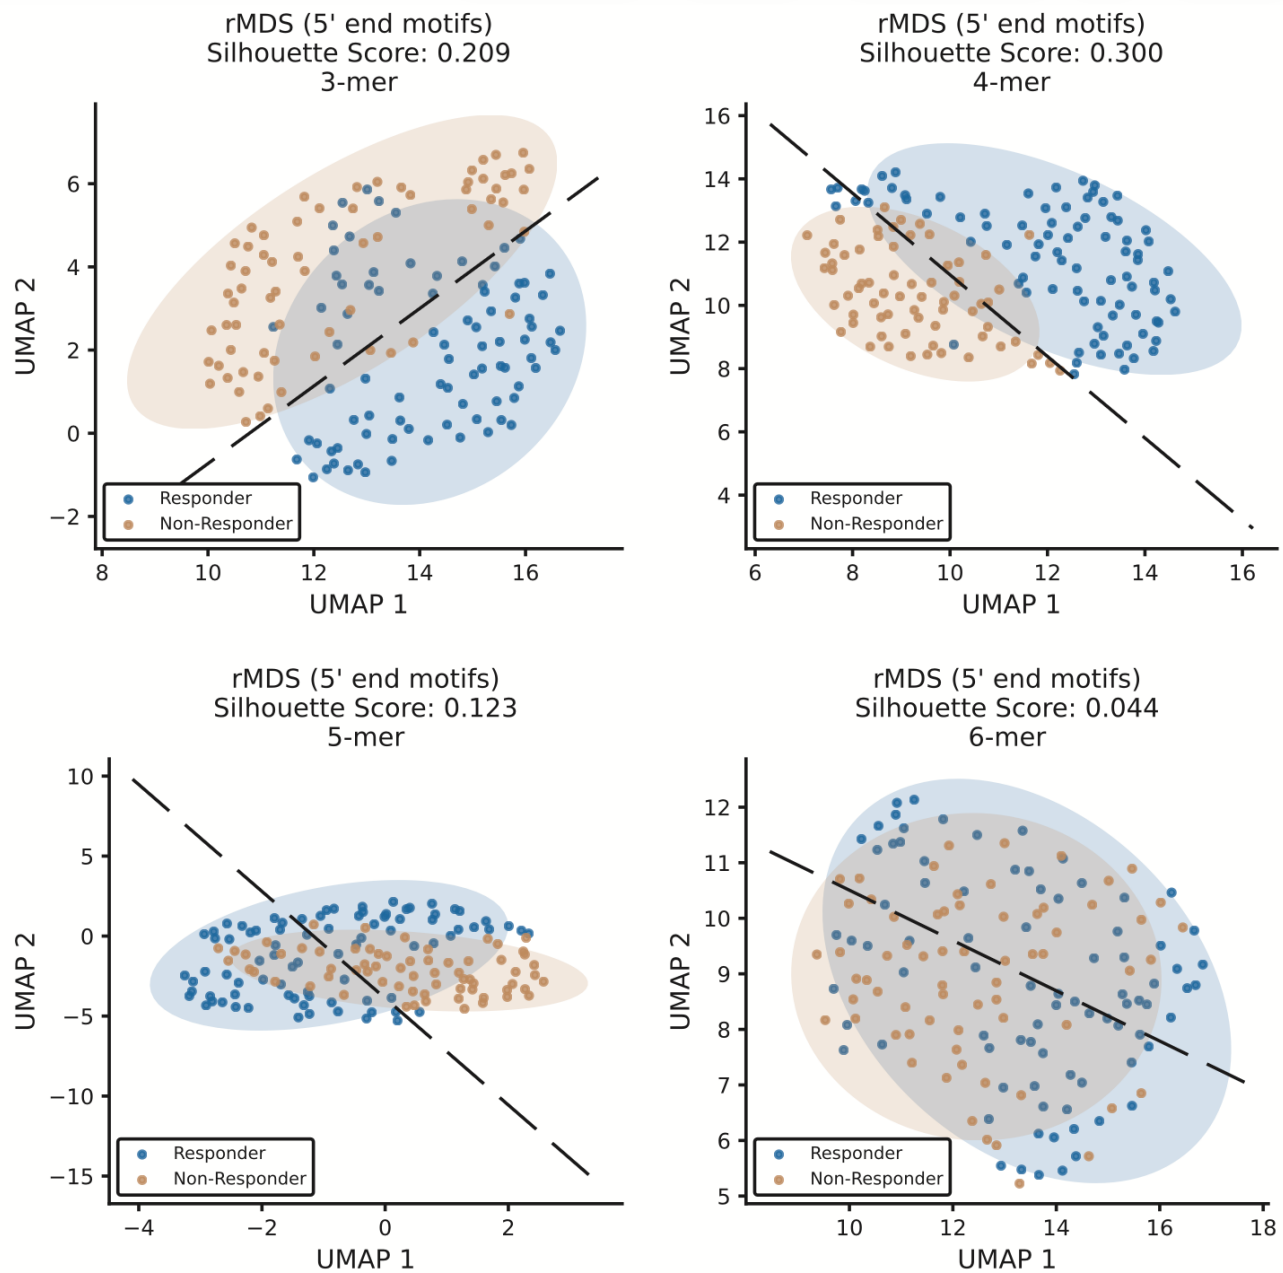 rMDS (5' end motifs)
Silhouette Score: 0.209
3-mer
6
4
2
0
−2
8
10
12
14
16
UMAP 1
UMAP 2
Responder
Non-Responder
rMDS (5' end motifs)
Silhouette Score: 0.300
4-mer
16
14
12
10
8
6
4
6
8
10
12
14
16
UMAP 1
UMAP 2
Responder
Non-Responder
rMDS (5' end motifs)
Silhouette Score: 0.123
5-mer
10
5
0
−5
−10
−15
−4
−2
0
2
UMAP 1
UMAP 2
Responder
Non-Responder
rMDS (5' end motifs)
Silhouette Score: 0.044
6-mer
12
11
10
9
8
7
6
5
10
12
14
16
18
UMAP 1
UMAP 2
Responder
Non-Responder